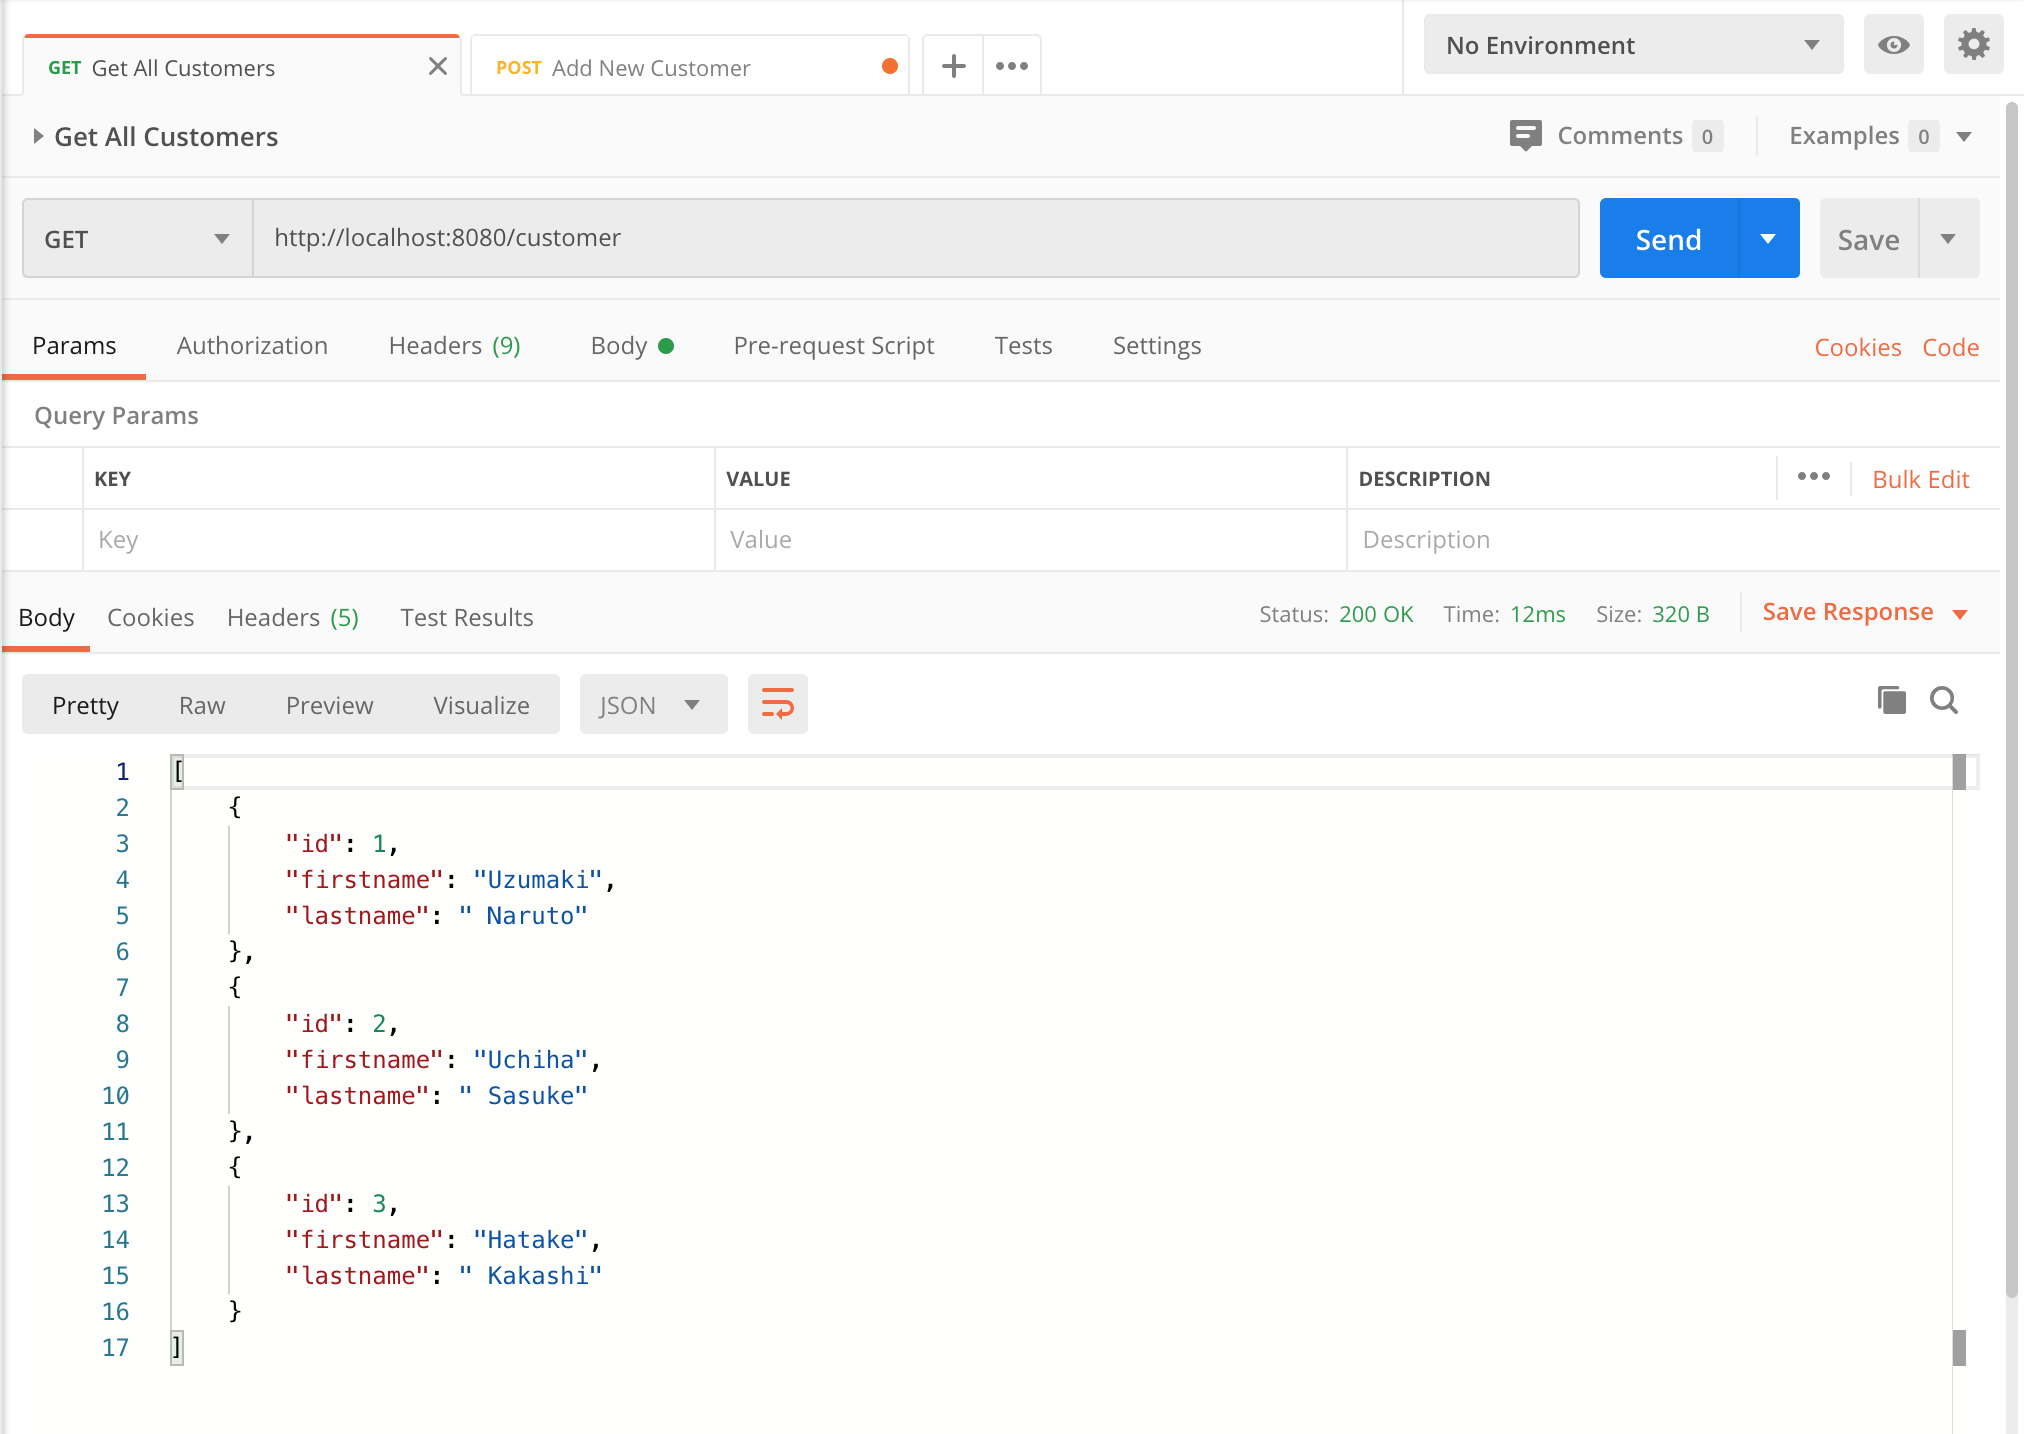 GET Get All Customers
POST Add New Customer
No Environment
Get All Customers
Comments 0
Examples 0
GET
http://localhost:8080/customer
Send
Save
Params
Authorization
Headers (9)
Body
Pre-request Script
Tests
Settings
Cookies
Code
Query Params
KEY
VALUE
DESCRIPTION
Bulk Edit
Key
Value
Description
Body
Cookies
Headers (5)
Test Results
Status: 200 OK
Time: 12ms
Size: 320 B
Save Response
Pretty
Raw
Preview
Visualize
JSON
1 [
2 {
3 "id": 1,
4 "firstname": "Uzumaki",
5 "lastname": " Naruto"
6 },
7 {
8 "id": 2,
9 "firstname": "Uchiha",
10 "lastname": " Sasuke"
11 },
12 {
13 "id": 3,
14 "firstname": "Hatake",
15 "lastname": " Kakashi"
16 }
17 ]